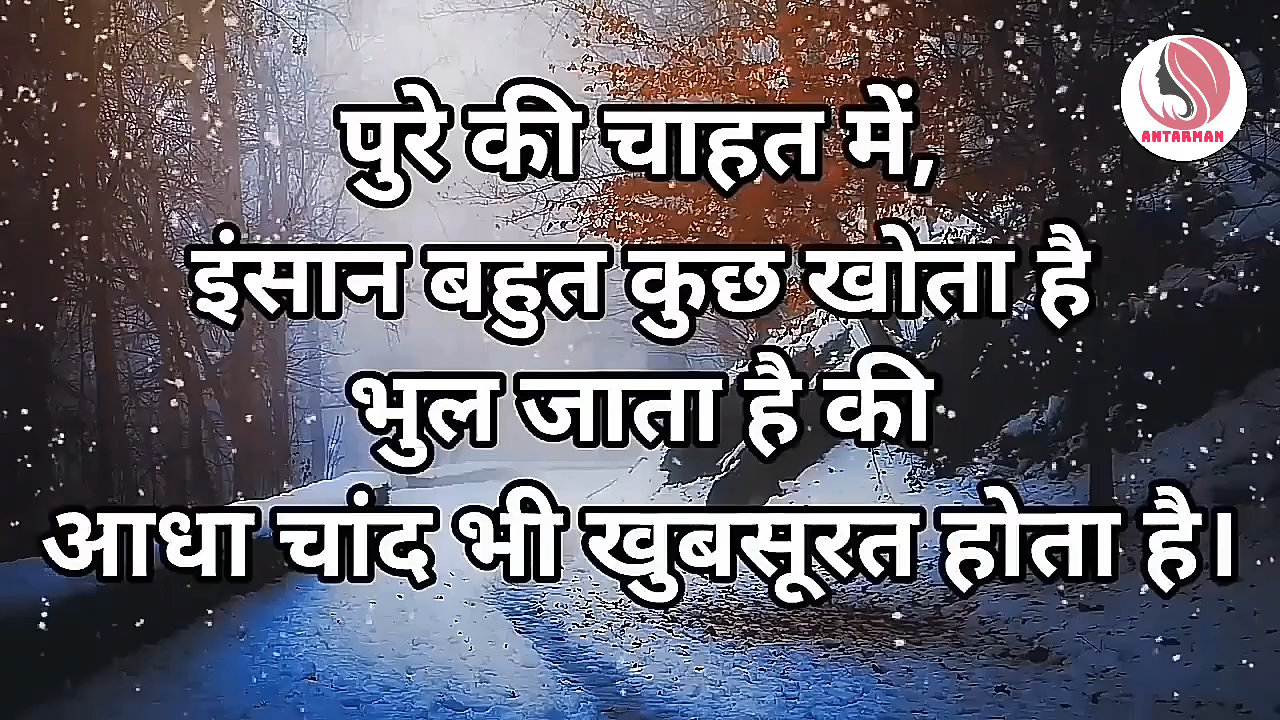 ANTARMAN
पुरे की चाहत में,
इंसान बहुत कुछ खोता है
भुल जाता है की
आधा चांद भी खुबसूरत होता है।